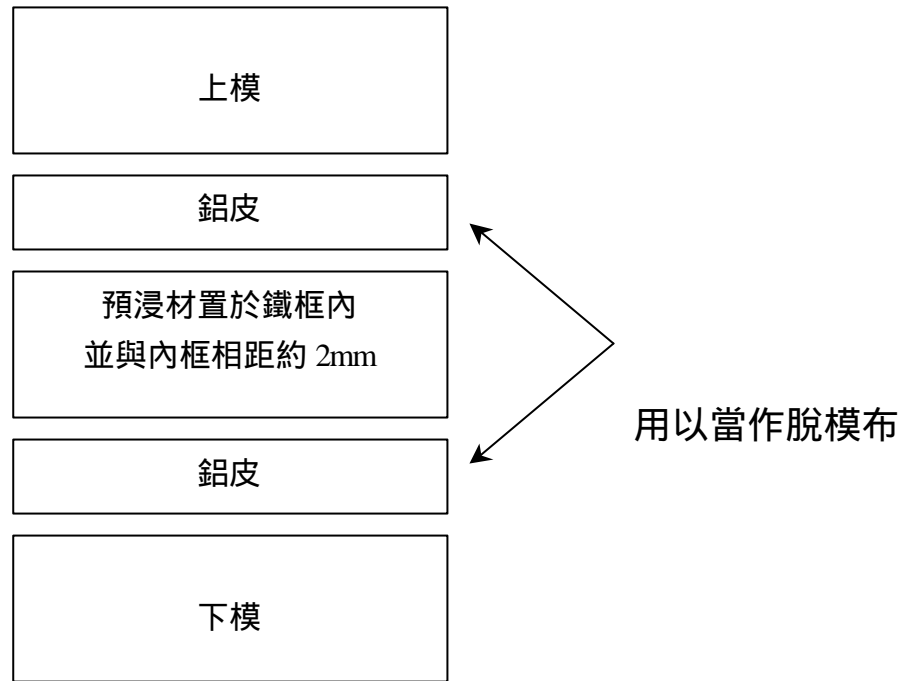 上模
鋁皮
預浸材置於鐵框內
並與內框相距約 2mm
用以當作脫模布
鋁皮
下模